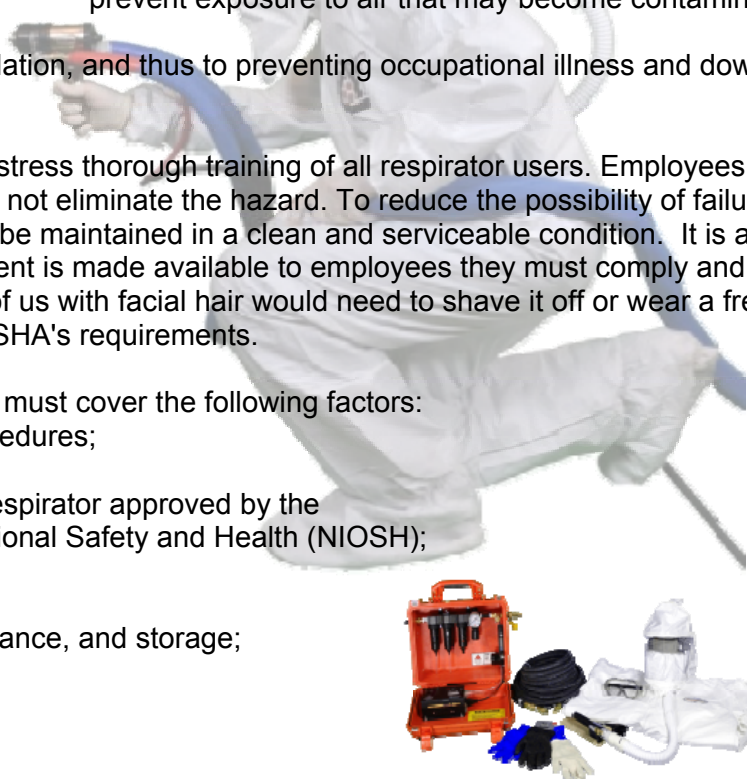 prevent exposure to air that may become contamin
lation, and thus to preventing occupational illness and dow
stress thorough training of all respirator users. Employees
not eliminate the hazard. To reduce the possibility of failu
be maintained in a clean and serviceable condition. It is a
ent is made available to employees they must comply and
of us with facial hair would need to shave it off or wear a fre
SHA's requirements.
must cover the following factors:
edures;
espirator approved by the
ional Safety and Health (NIOSH);
ance, and storage;